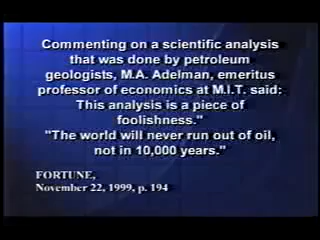 Commenting on a scientific analysis
that was done by petroleum
geologists, M.A. Adelman, emeritus
professor of economics at M.I.T. said:
This analysis is a piece of
foolishness."
"The world will never run out of oil,
not in 10,000 years."
FORTUNE,
November 22, 1999, p. 194